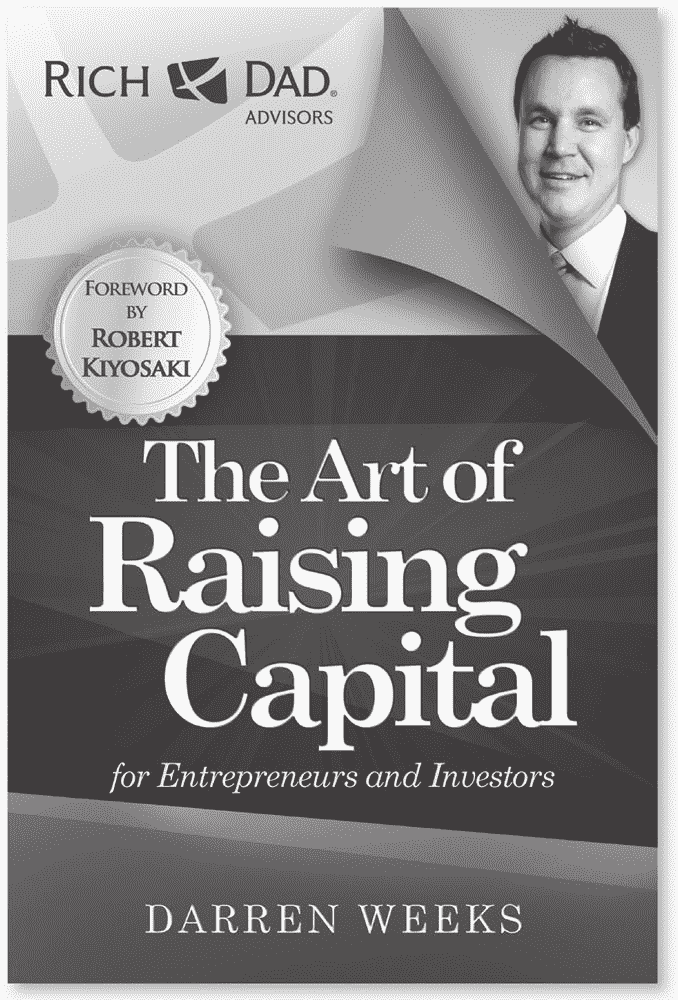 RICH DAD®
ADVISORS
FOREWORD
BY
ROBERT
KIYOSAKI
The Art of
Raising
Capital
for Entrepreneurs and Investors
DARREN WEEKS